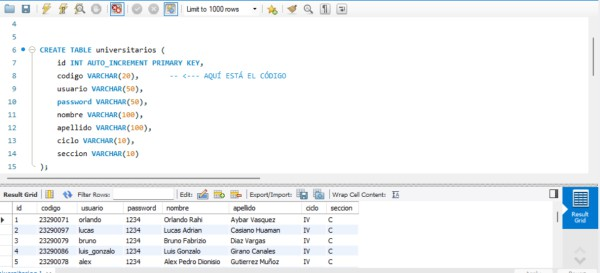 Limit to 1000 rows
4
5
6 CREATE TABLE universitarios (
7 id INT AUTO_INCREMENT PRIMARY KEY,
8 codigo VARCHAR(20), -- <--- AQUÍ ESTÁ EL CÓDIGO
9 usuario VARCHAR(50),
10 password VARCHAR(50),
11 nombre VARCHAR(100),
12 apellido VARCHAR(100),
13 ciclo VARCHAR(10),
14 seccion VARCHAR(10)
15 );
Result Grid Filter Rows: Edit: Export/Import: Wrap Cell Content:
id codigo usuario password nombre apellido ciclo seccion
1 23290071 orlando 1234 Orlando Rahi Aybar Vasquez IV C
2 23290097 lucas 1234 Lucas Adrian Casiano Huaman IV C
3 23290079 bruno 1234 Bruno Fabrizio Diaz Vargas IV C
4 23290086 luis_gonzalo 1234 Luis Gonzalo Girano Canales IV C
5 23290078 alex 1234 Alex Pedro Dionisio Gutierrez Muñoz IV C
Result
Grid